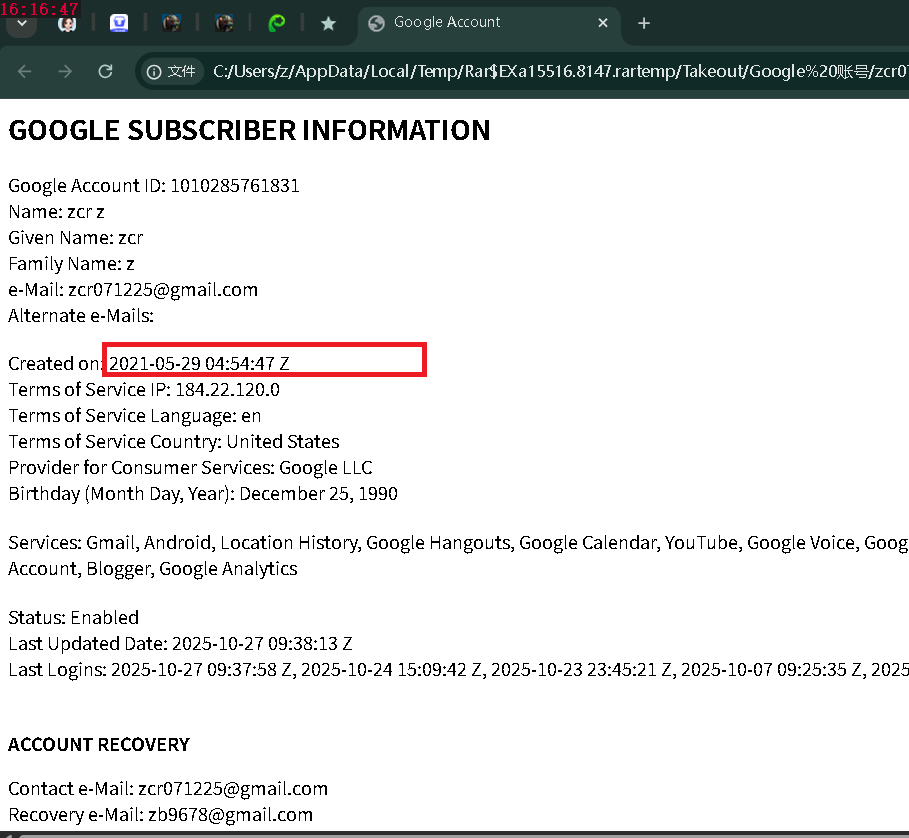 16:16:47
Google Account
文件 C:/Users/z/AppData/Local/Temp/Rar$EXa15516.8147.rartemp/Takeout/Google%20账号/zcr07
GOOGLE SUBSCRIBER INFORMATION
Google Account ID: 1010285761831
Name: zcr z
Given Name: zcr
Family Name: z
e-Mail: zcr071225@gmail.com
Alternate e-Mails:
Created on: 2021-05-29 04:54:47 Z
Terms of Service IP: 184.22.120.0
Terms of Service Language: en
Terms of Service Country: United States
Provider for Consumer Services: Google LLC
Birthday (Month Day, Year): December 25, 1990
Services: Gmail, Android, Location History, Google Hangouts, Google Calendar, YouTube, Google Voice, Goog
Account, Blogger, Google Analytics
Status: Enabled
Last Updated Date: 2025-10-27 09:38:13 Z
Last Logins: 2025-10-27 09:37:58 Z, 2025-10-24 15:09:42 Z, 2025-10-23 23:45:21 Z, 2025-10-07 09:25:35 Z, 2025
ACCOUNT RECOVERY
Contact e-Mail: zcr071225@gmail.com
Recovery e-Mail: zb9678@gmail.com